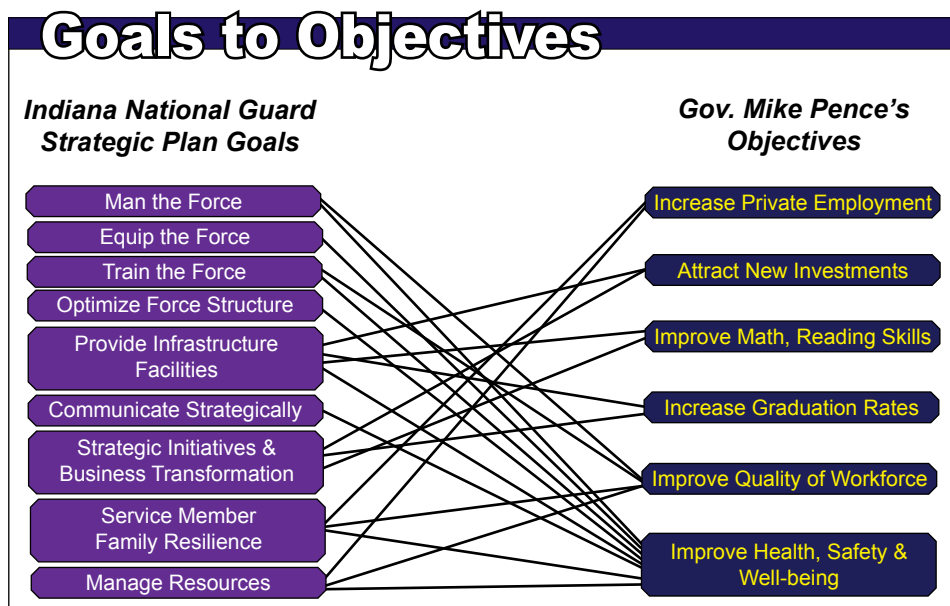 Goals to Objectives
Indiana National Guard
Strategic Plan Goals
Man the Force
Equip the Force
Train the Force
Optimize Force Structure
Provide Infrastructure
Facilities
Communicate Strategically
Strategic Initiatives &
Business Transformation
Service Member
Family Resilience
Manage Resources
Gov. Mike Pence's
Objectives
Increase Private Employment
Attract New Investments
Improve Math, Reading Skills
Increase Graduation Rates
Improve Quality of Workforce
Improve Health, Safety &
Well-being